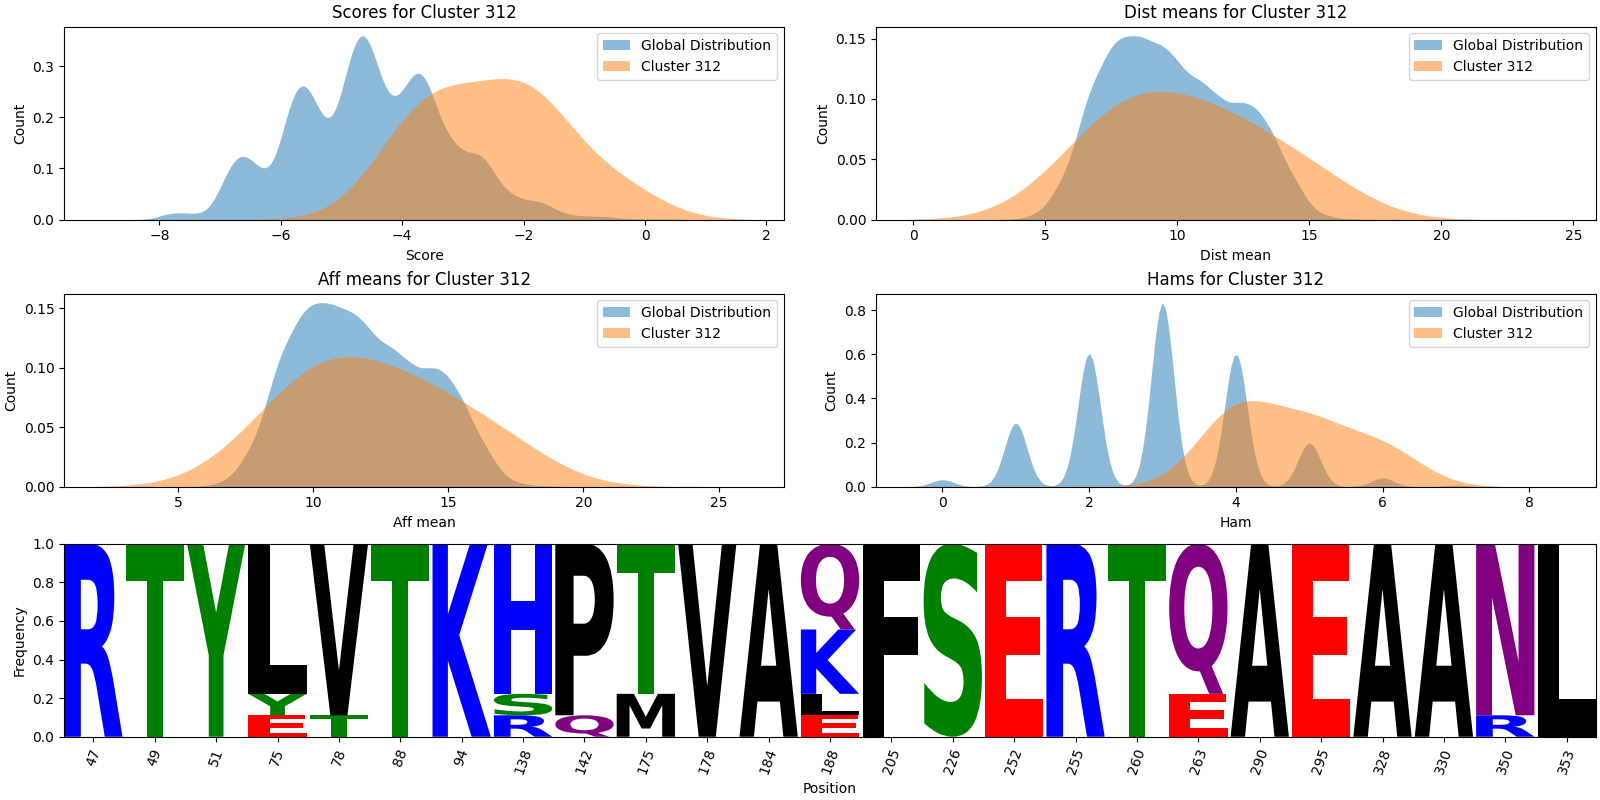 Scores for Cluster 312
Count
0.3
0.2
0.1
0.0
Global Distribution
Cluster 312
−8 −6 −4 −2 0 2
Score
Dist means for Cluster 312
Count
0.15
0.10
0.05
0.00
Global Distribution
Cluster 312
0 5 10 15 20 25
Dist mean
Aff means for Cluster 312
Count
0.15
0.10
0.05
0.00
Global Distribution
Cluster 312
5 10 15 20 25
Aff mean
Hams for Cluster 312
Count
0.8
0.6
0.4
0.2
0.0
Global Distribution
Cluster 312
0 2 4 6 8
Ham
Frequency
1.0
0.8
0.6
0.4
0.2
0.0
R T Y L V T K H P T V A Q F S E R T Q A E A A N L
K
Y T S Q M L E R
E R E
47 49 51 75 78 88 94 138 142 175 178 184 188 205 226 252 255 260 263 290 295 328 330 350 353
Position